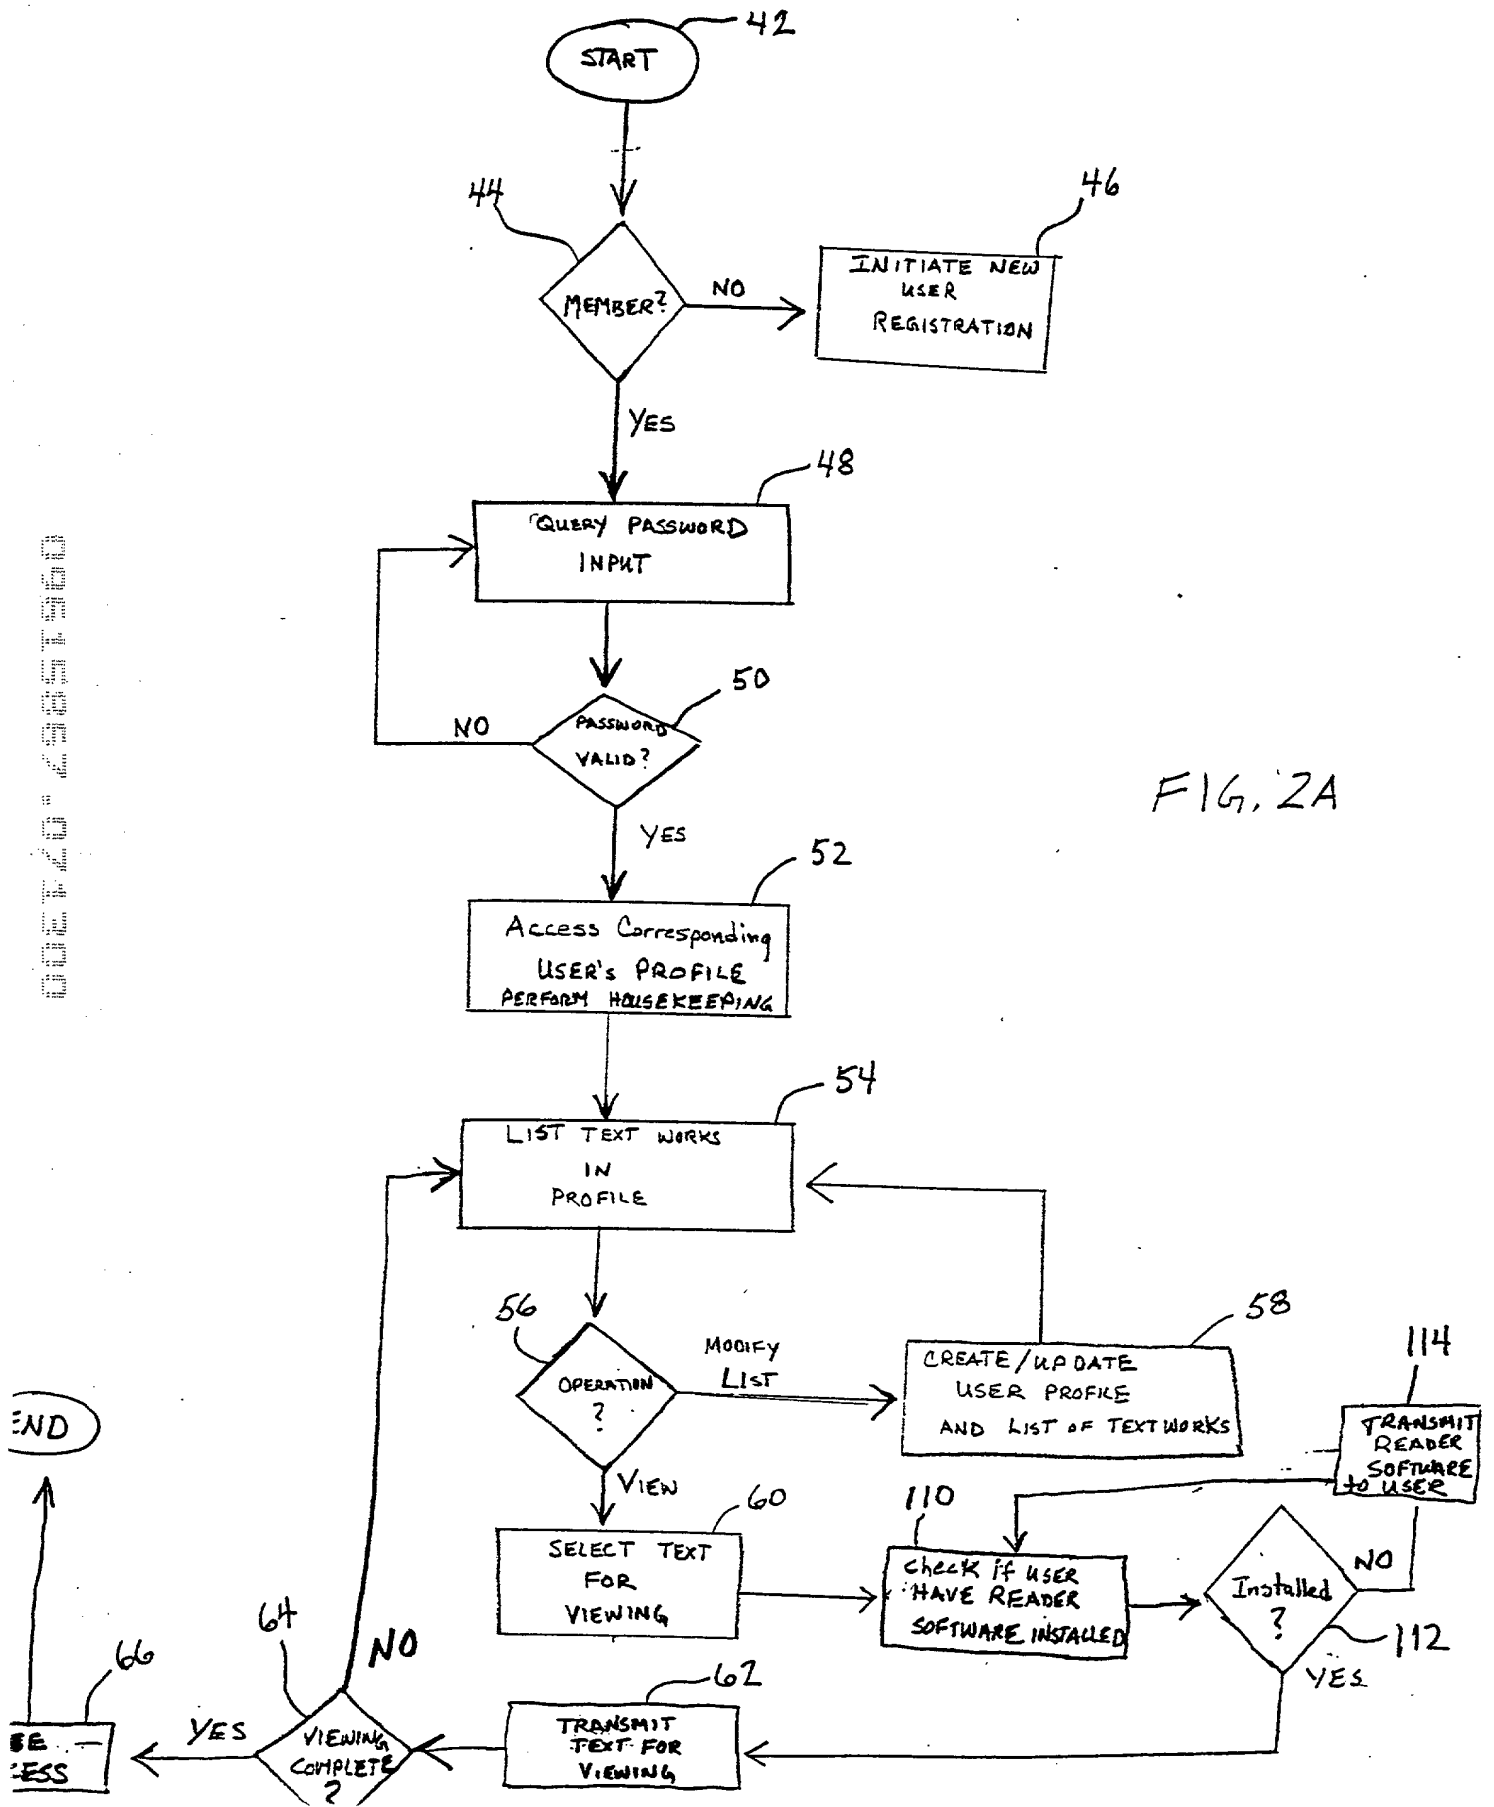 42
START
44
46
MEMBER?
NO
INITIATE NEW
USER
REGISTRATION
YES
48
QUERY PASSWORD
INPUT
50
NO
PASSWORD
VALID?
FIG. 2A
YES
52
Access Corresponding
USER'S PROFILE
PERFORM HOUSEKEEPING
54
LIST TEXT WORKS
IN
PROFILE
56
OPERATION
?
MODIFY
LIST
58
CREATE/UPDATE
USER PROFILE
AND LIST OF TEXT WORKS
114
TRANSMIT
READER
SOFTWARE
to USER
END
VIEW
60
SELECT TEXT
FOR
VIEWING
110
Check if USER
HAVE READER
SOFTWARE INSTALLED
Installed
?
NO
112
YES
62
TRANSMIT
TEXT FOR
VIEWING
64
NO
VIEWING
COMPLETE
?
YES
66
09615857.071300